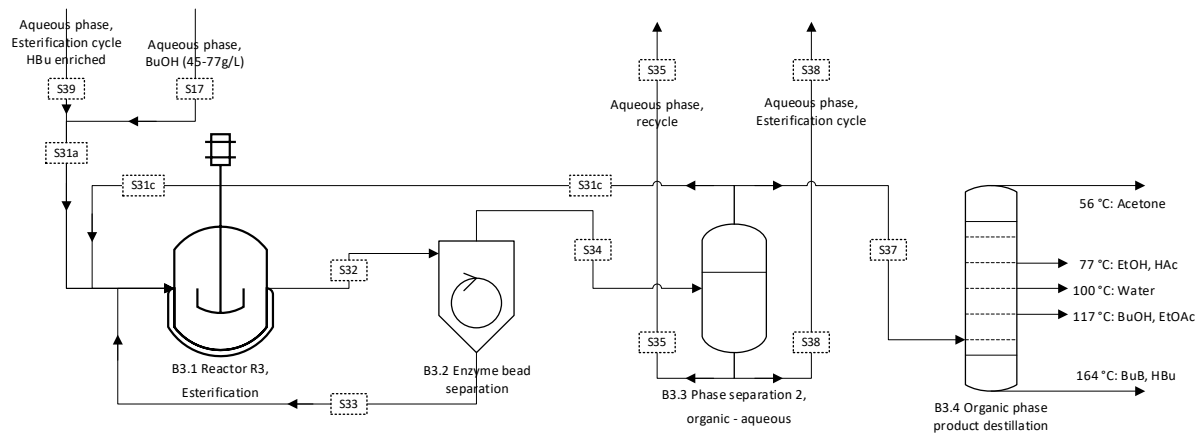 Aqueous phase,
Esterification cycle
HBu enriched
Aqueous phase,
BuOH (45-77g/L)
S39
S17
S31a
S31c
S31c
S35
S38
Aqueous phase,
recycle
Aqueous phase,
Esterification cycle
S32
S34
S37
S35
S38
S33
B3.1 Reactor R3,
Esterification
B3.2 Enzyme bead
separation
B3.3 Phase separation 2,
organic - aqueous
B3.4 Organic phase
product destillation
56 °C: Acetone
77 °C: EtOH, HAc
100 °C: Water
117 °C: BuOH, EtOAc
164 °C: BuB, HBu